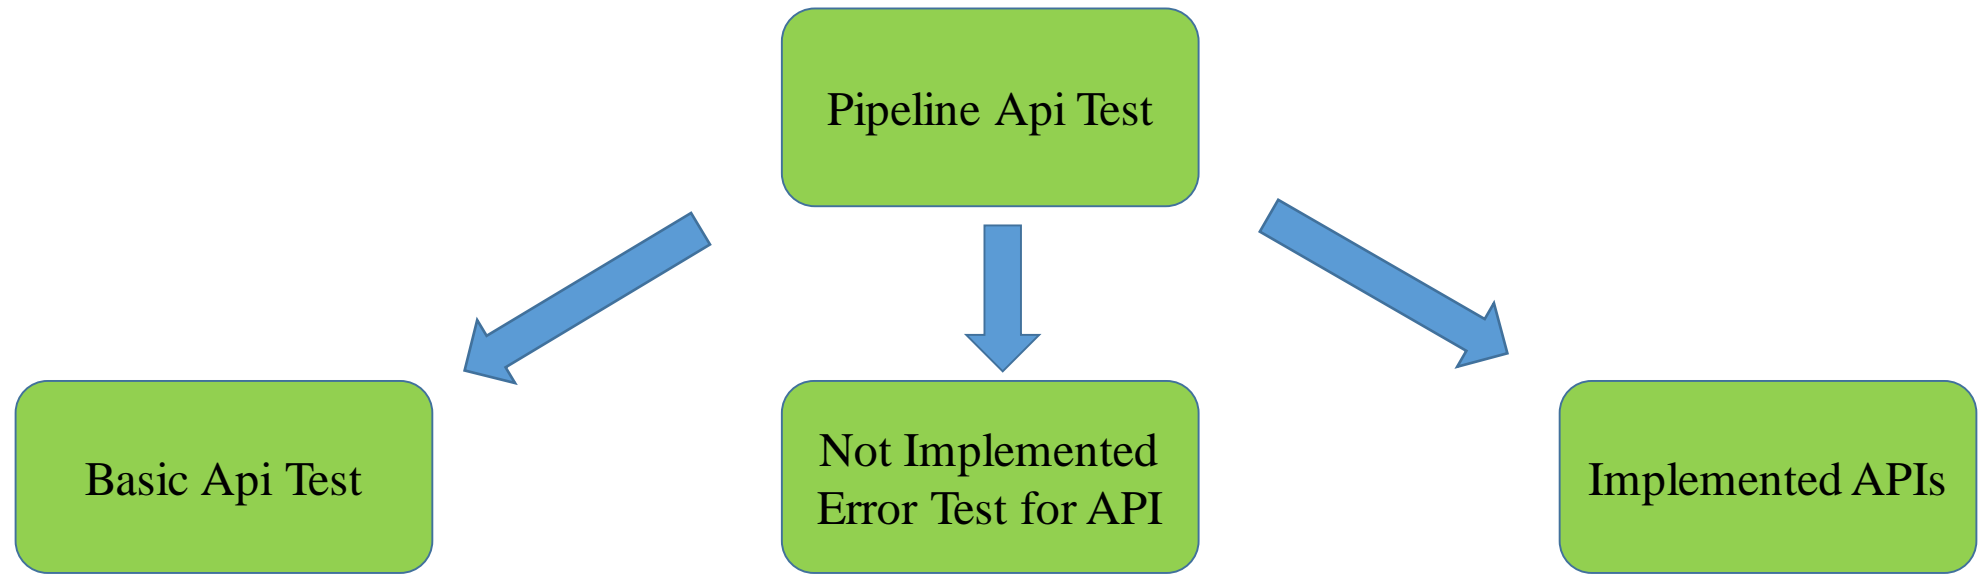 Pipeline Api Test
Basic Api Test
Not Implemented
Error Test for API
Implemented APIs